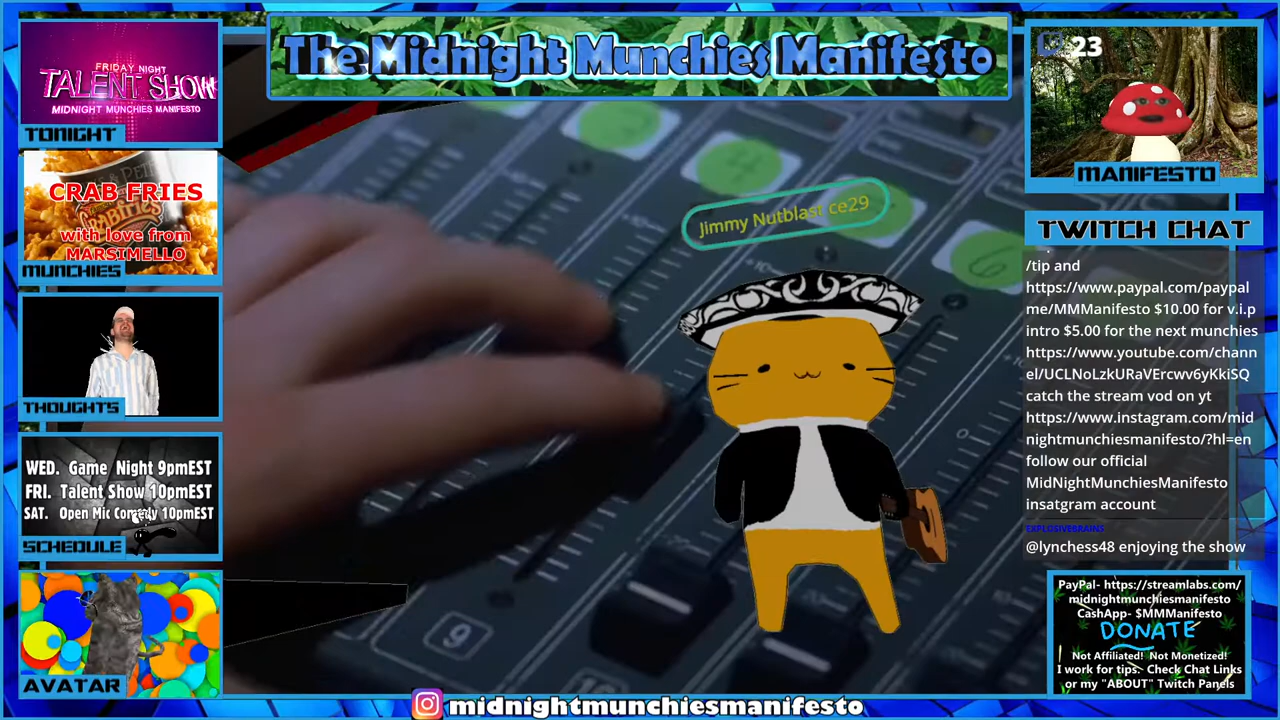 The Midnight Munchies Manifesto
FRIDAY NIGHT
TALENT SHOW
MIDNIGHT MUNCHIES MANIFESTO
TONIGHT
CRAB FRIES
with love from
MARSIMELLO
MUNCHIES
THOUGHTS
WED. Game Night 9pmEST
FRI. Talent Show 10pmEST
SAT. Open Mic Comedy 10pmEST
SCHEDULE
AVATAR
Jimmy Nutblast ce29
6
9
midnightmunchiesmanifesto
23
MANIFESTO
TWITCH CHAT
/tip and
https://www.paypal.com/paypal
me/MMManifesto $10.00 for v.i.p
intro $5.00 for the next munchies
https://www.youtube.com/chann
el/UCLNoLzkURaVErcwv6yKkiSQ
catch the stream vod on yt
https://www.instagram.com/mid
nightmunchiesmanifesto/?hl=en
follow our official
MidNightMunchiesManifesto
insatgram account
EXPLOSIVEBRAINS
@lynchess48 enjoying the show
PayPal- https://streamlabs.com/
midnightmunchiesmanifesto
CashApp- $MMManifesto
DONATE
Not Affiliated! Not Monetized!
I work for tips. Check Chat Links
or my "ABOUT" Twitch Panels